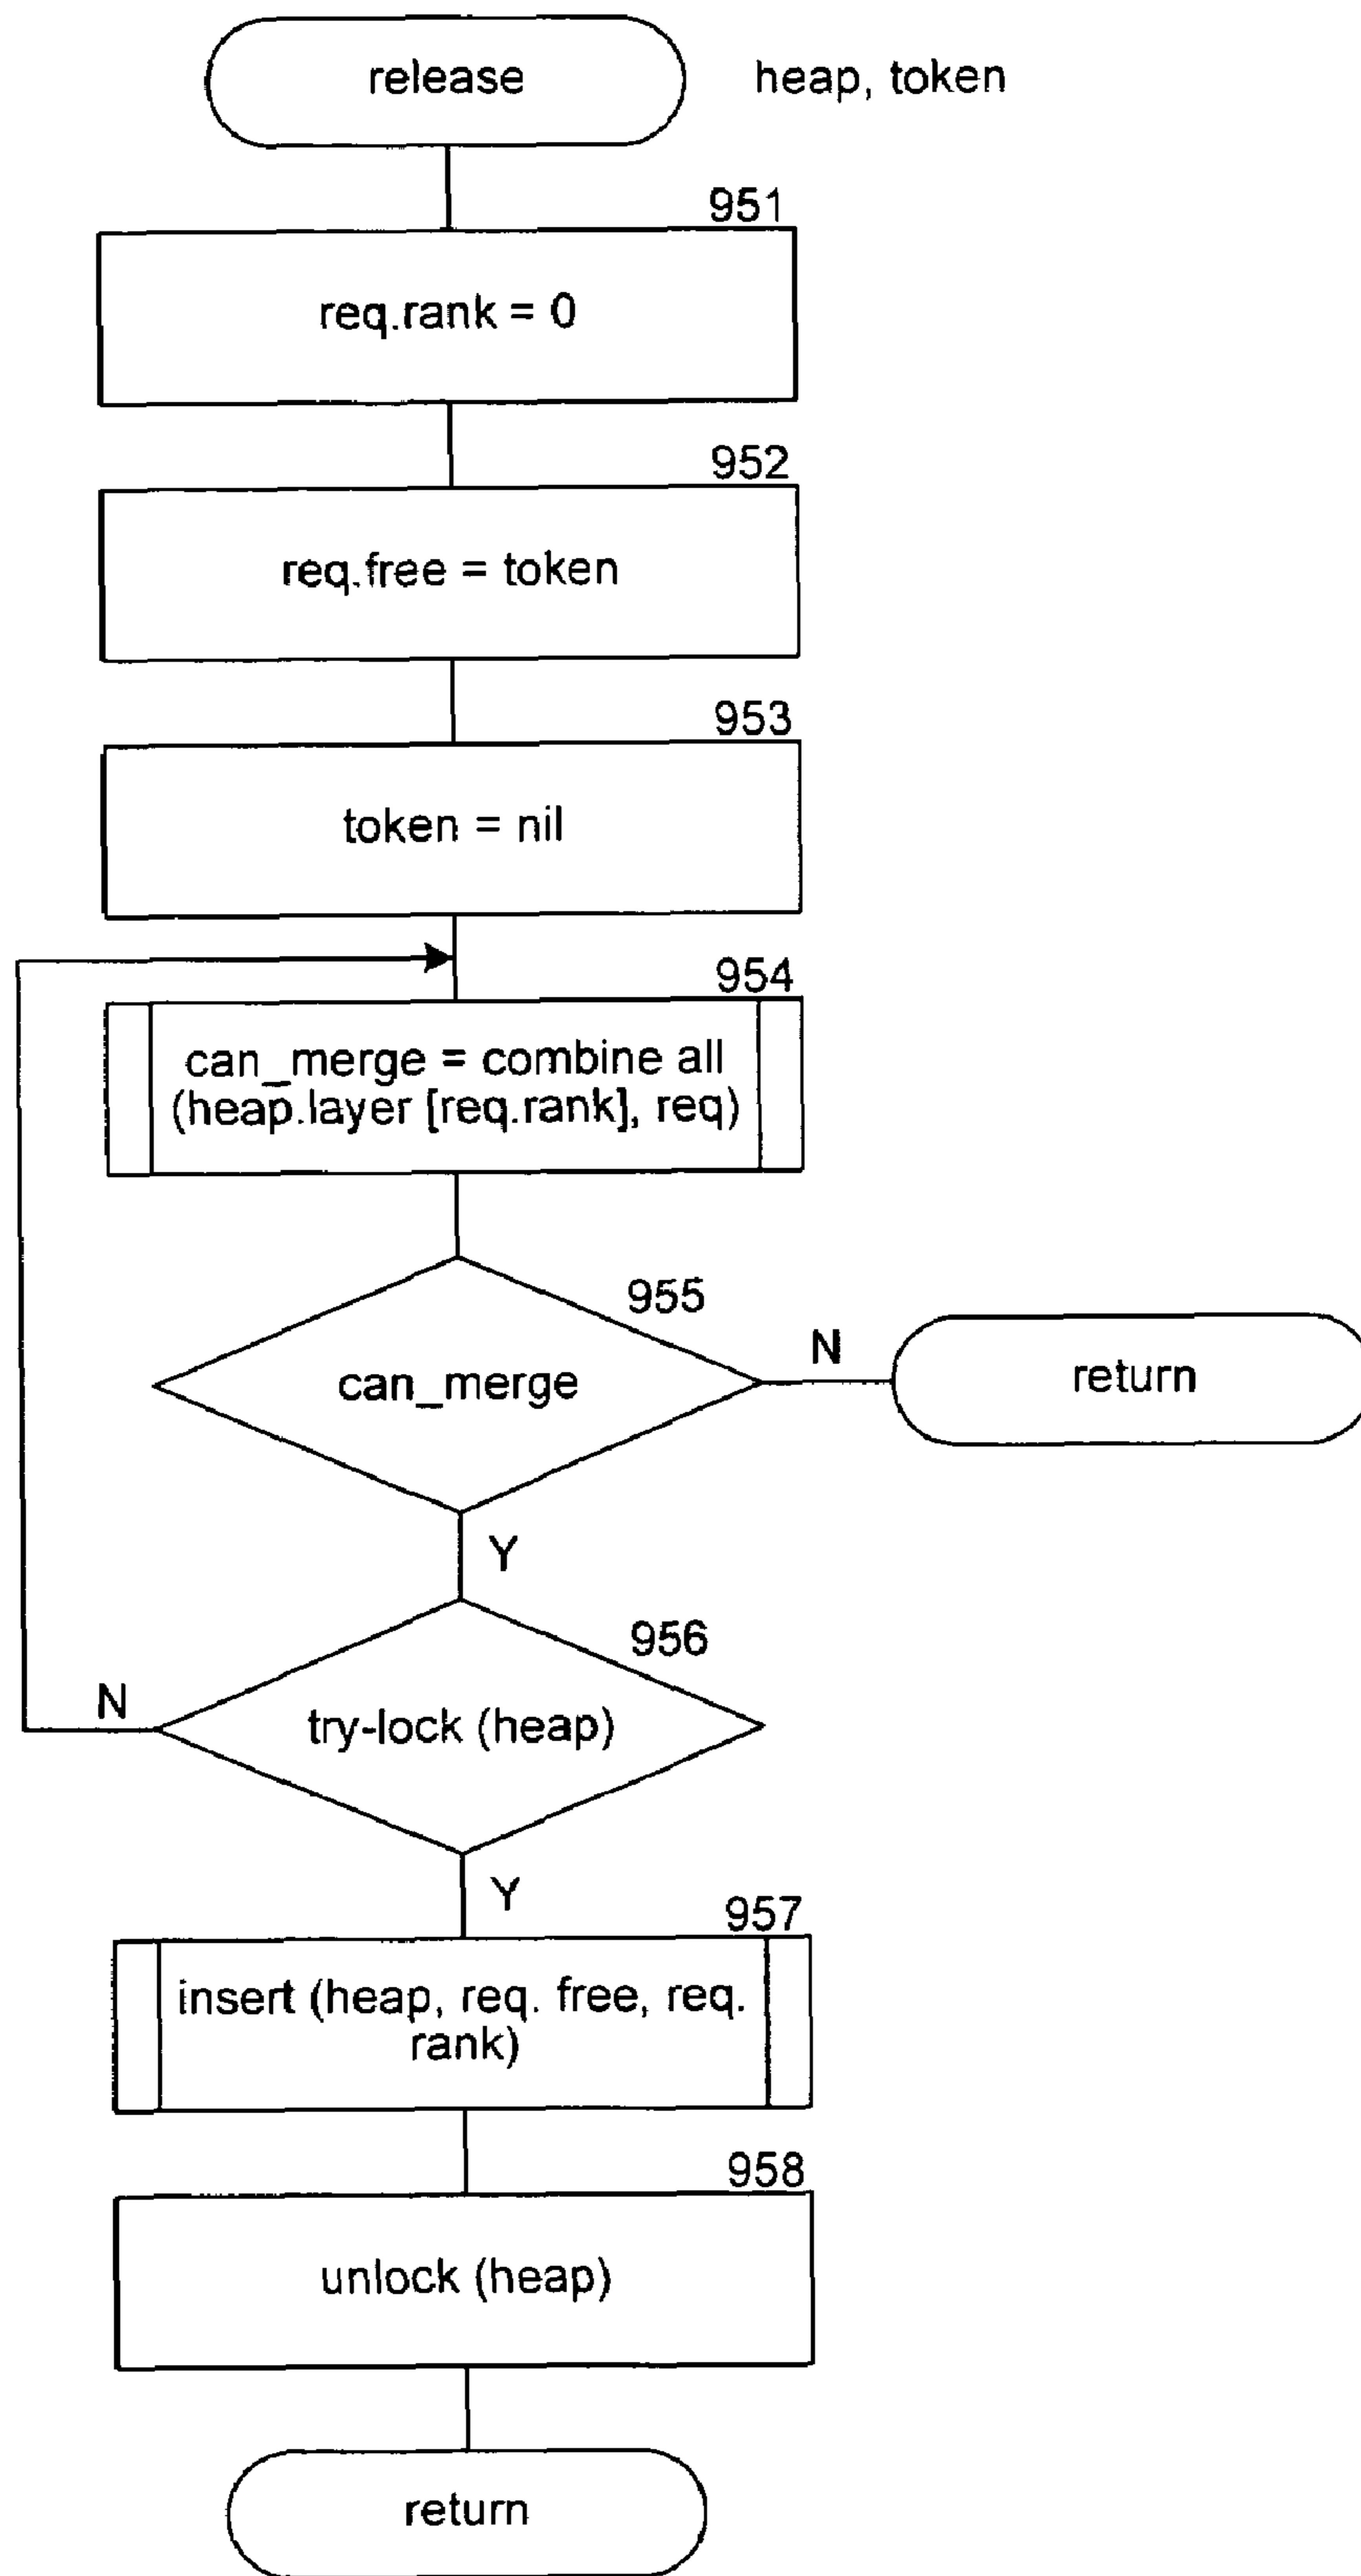 release
heap, token
951
req.rank = 0
952
req.free = token
953
token = nil
954
can_merge = combine all
(heap.layer [req.rank], req)
955
can_merge
N
return
Y
956
N
try-lock (heap)
Y
957
insert (heap, req. free, req.
rank)
958
unlock (heap)
return